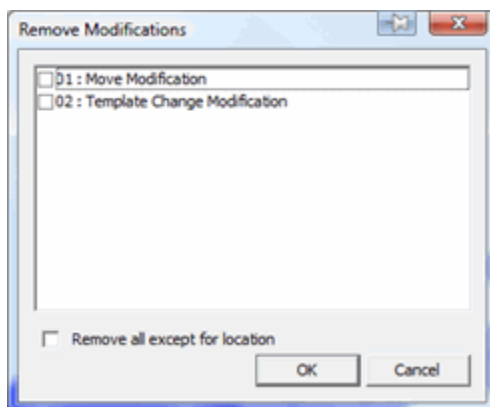 Remove Modifications
01 : Move Modification
02 : Template Change Modification
Remove all except for location
OK
Cancel